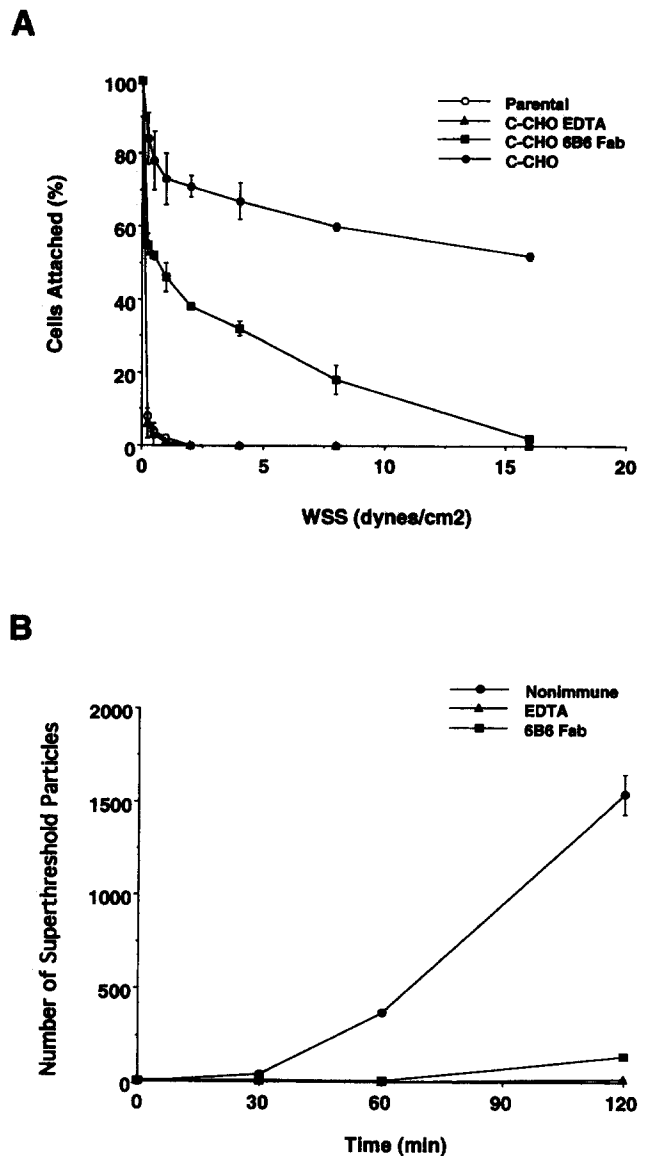 A
100
80
60
40
20
0
Cells Attached (%)
Parental
C-CHO EDTA
C-CHO 6B6 Fab
C-CHO
0
5
10
15
20
WSS (dynes/cm2)
B
2000
1500
1000
500
0
Number of Superthreshold Particles
Nonimmune
EDTA
6B6 Fab
0
30
60
90
120
Time (min)